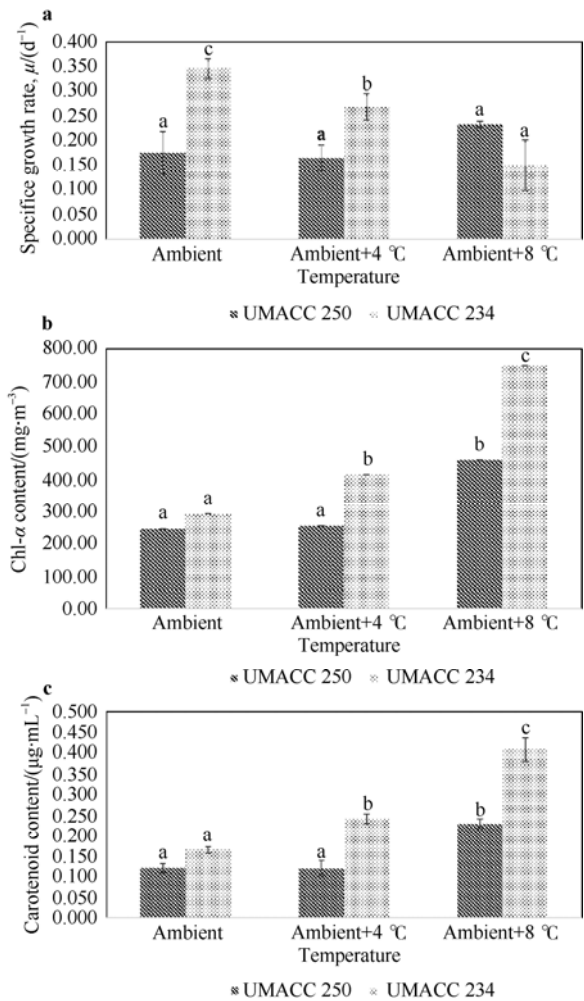 a
Specifice growth rate, μ/(d⁻¹)
0.400
0.350
0.300
0.250
0.200
0.150
0.100
0.050
0.000
a
c
a
b
a
a
Ambient
Ambient+4 ℃
Ambient+8 ℃
Temperature
UMACC 250
UMACC 234
b
Chl-α content/(mg·m⁻³)
800.00
700.00
600.00
500.00
400.00
300.00
200.00
100.00
0.00
a
a
a
b
b
c
Ambient
Ambient+4 ℃
Ambient+8 ℃
Temperature
UMACC 250
UMACC 234
c
Carotenoid content/(μg·mL⁻¹)
0.500
0.450
0.400
0.350
0.300
0.250
0.200
0.150
0.100
0.050
0.000
a
a
a
b
b
c
Ambient
Ambient+4 ℃
Ambient+8 ℃
Temperature
UMACC 250
UMACC 234